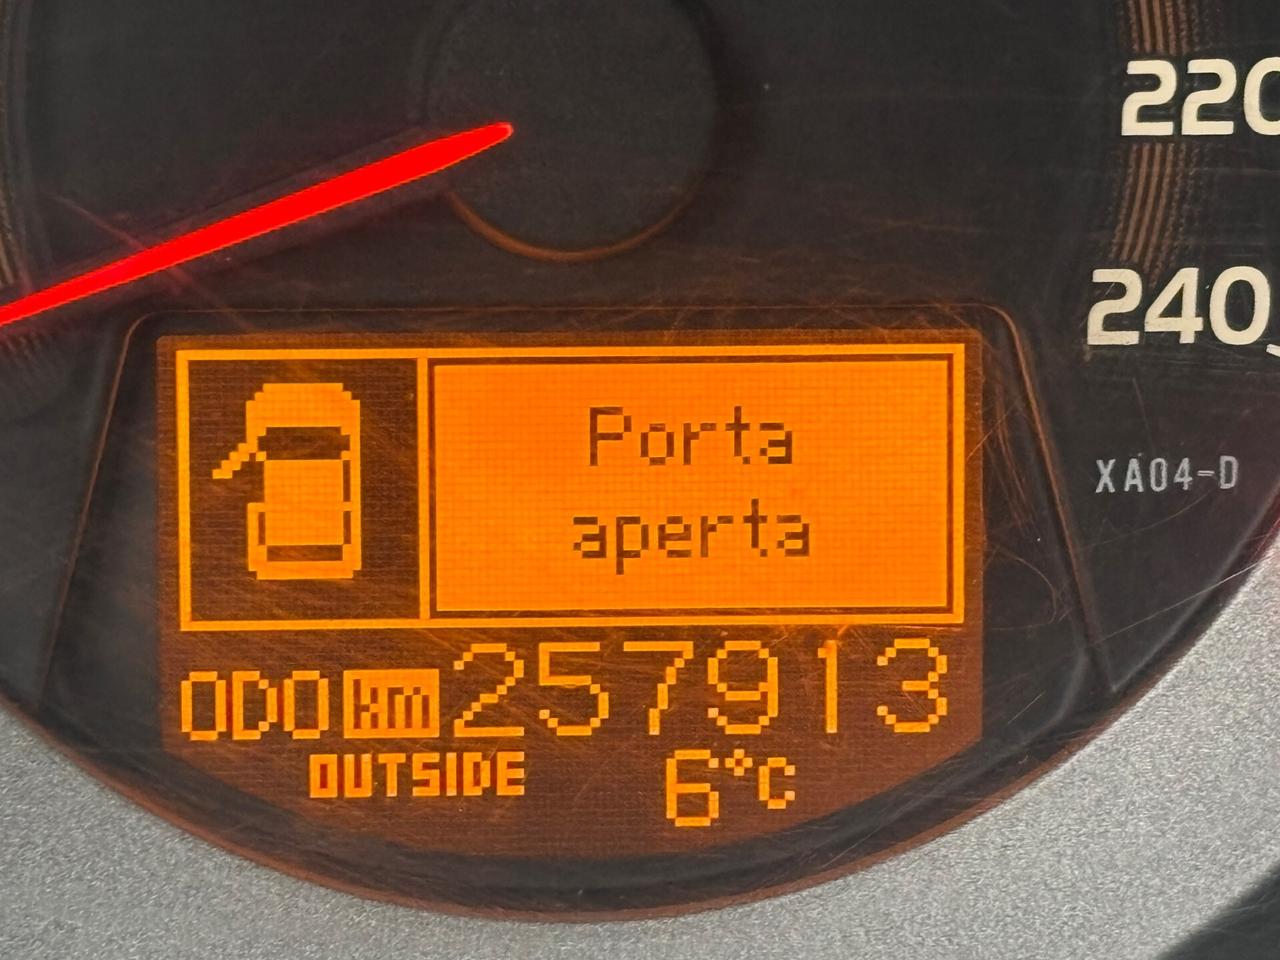 220
240
Porta
aperta
XA04-D
ODO km 257913
OUTSIDE 6°C